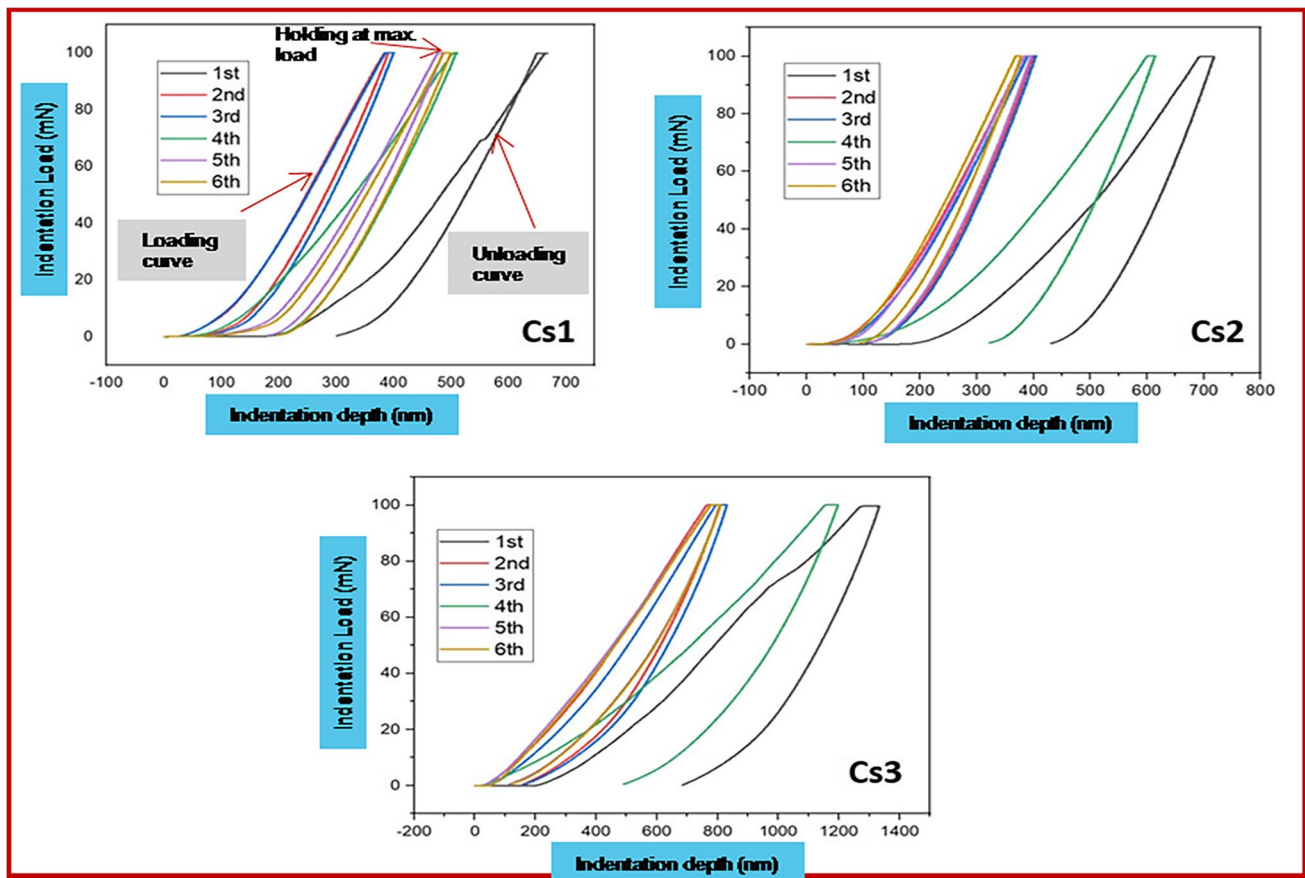 Holding at max.
load
Indentation Load (mN)
100
80
60
40
20
0
1st
2nd
3rd
4th
5th
6th
Loading
curve
Unloading
curve
Cs1
-100 0 100 200 300 400 500 600 700
Indentation depth (nm)
Indentation Load (mN)
100
80
60
40
20
0
1st
2nd
3rd
4th
5th
6th
Cs2
-100 0 100 200 300 400 500 600 700 800
Indentation depth (nm)
Indentation Load (mN)
100
80
60
40
20
0
1st
2nd
3rd
4th
5th
6th
Cs3
-200 0 200 400 600 800 1000 1200 1400
Indentation depth (nm)